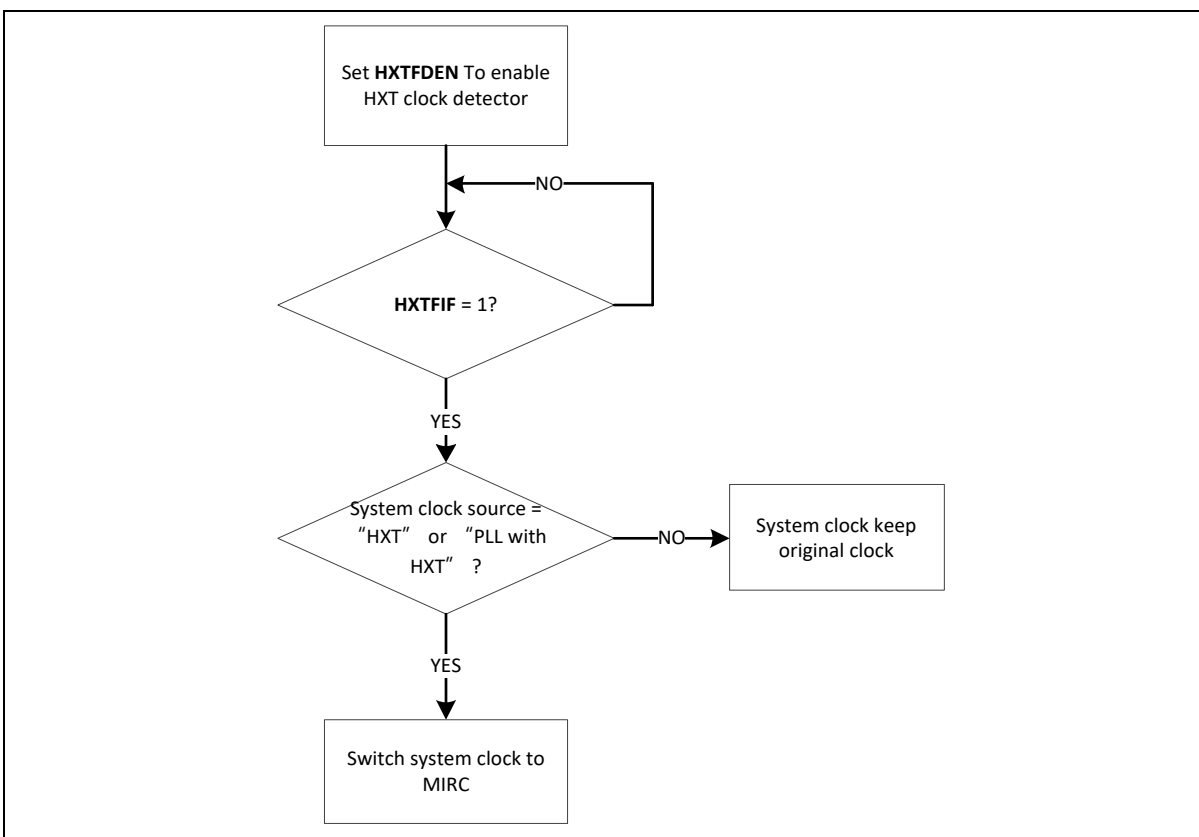 Set HXTFDEN To enable
HXT clock detector
NO
HXTFIF = 1?
YES
System clock source =
“HXT” or “PLL with
HXT” ?
NO
System clock keep
original clock
YES
Switch system clock to
MIRC